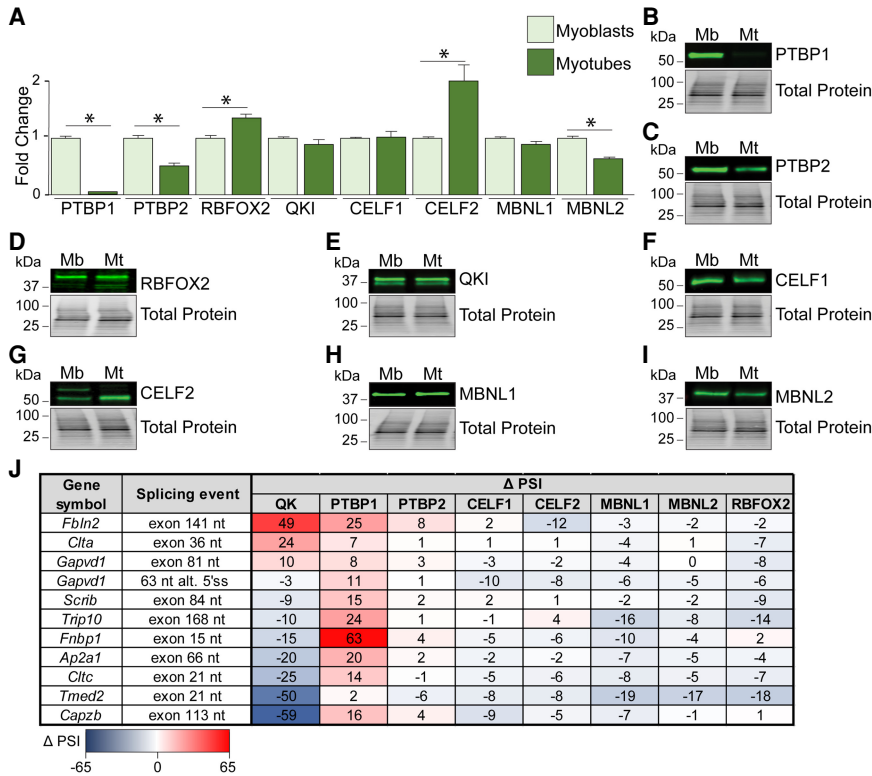 A
Myoblasts
Myotubes
Fold Change
2
1
0
* * * * *
PTBP1 PTBP2 RBFOX2 QKI CELF1 CELF2 MBNL1 MBNL2
B
kDa Mb Mt
50 PTBP1
100
25 Total Protein
C
kDa Mb Mt
50 PTBP2
100
25 Total Protein
D
kDa Mb Mt
37 RBFOX2
100
25 Total Protein
E
kDa Mb Mt
37 QKI
100
25 Total Protein
F
kDa Mb Mt
50 CELF1
100
25 Total Protein
G
kDa Mb Mt
50 CELF2
100
25 Total Protein
H
kDa Mb Mt
37 MBNL1
100
25 Total Protein
I
kDa Mb Mt
37 MBNL2
100
25 Total Protein
J
Gene symbol Splicing event Δ PSI
QK PTBP1 PTBP2 CELF1 CELF2 MBNL1 MBNL2 RBFOX2
Fbln2 exon 141 nt 49 25 8 2 -12 -3 -2 -2
Clta exon 36 nt 24 7 1 1 1 -4 1 -7
Gapvd1 exon 81 nt 10 8 3 -3 -2 -4 0 -8
Gapvd1 63 nt alt. 5'ss -3 11 1 -10 -8 -6 -5 -6
Scrib exon 84 nt -9 15 2 2 1 -2 -2 -9
Trip10 exon 168 nt -10 24 1 -1 4 -16 -8 -14
Fnbp1 exon 15 nt -15 63 4 -5 -6 -10 -4 2
Ap2a1 exon 66 nt -20 20 2 -2 -2 -7 -5 -4
Cltc exon 21 nt -25 14 -1 -5 -6 -8 -5 -7
Tmed2 exon 21 nt -50 2 -6 -8 -8 -19 -17 -18
Capzb exon 113 nt -59 16 4 -9 -5 -7 -1 1
Δ PSI
-65 0 65